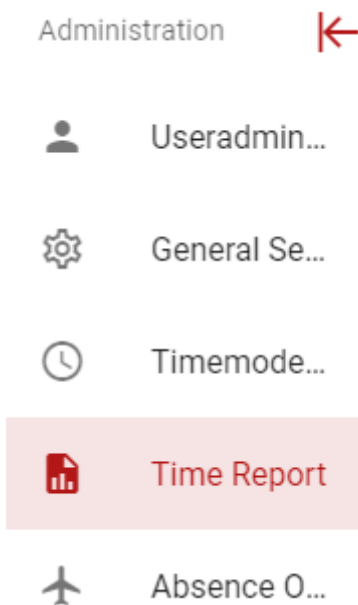 Administration
Useradmin...
General Se...
Timemode...
Time Report
Absence O...